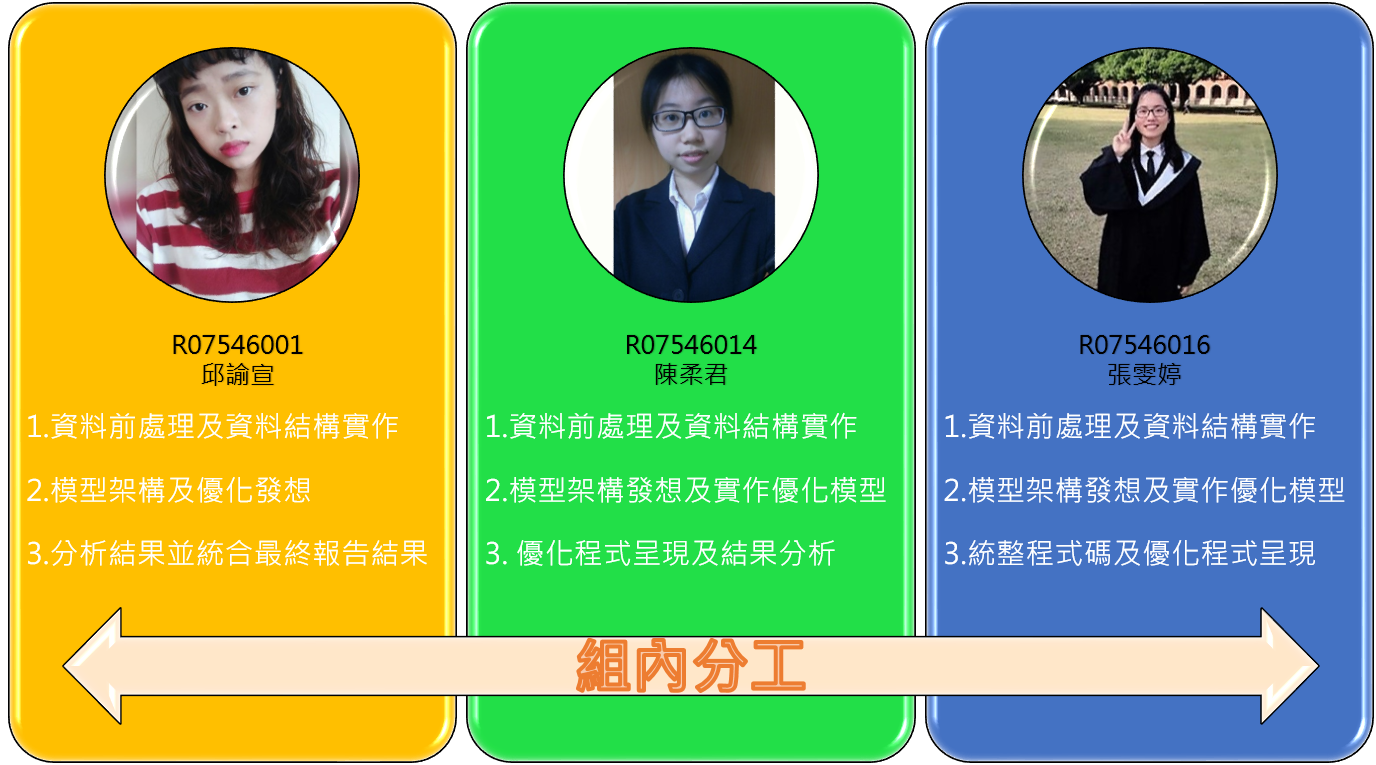 R07546001
邱諭宣
1.資料前處理及資料結構實作
2.模型架構及優化發想
3.分析結果並統合最終報告結果
R07546014
陳柔君
1.資料前處理及資料結構實作
2.模型架構發想及實作優化模型
3. 優化程式呈現及結果分析
R07546016
張雯婷
1.資料前處理及資料結構實作
2.模型架構發想及實作優化模型
3.統整程式碼及優化程式呈現
組內分工